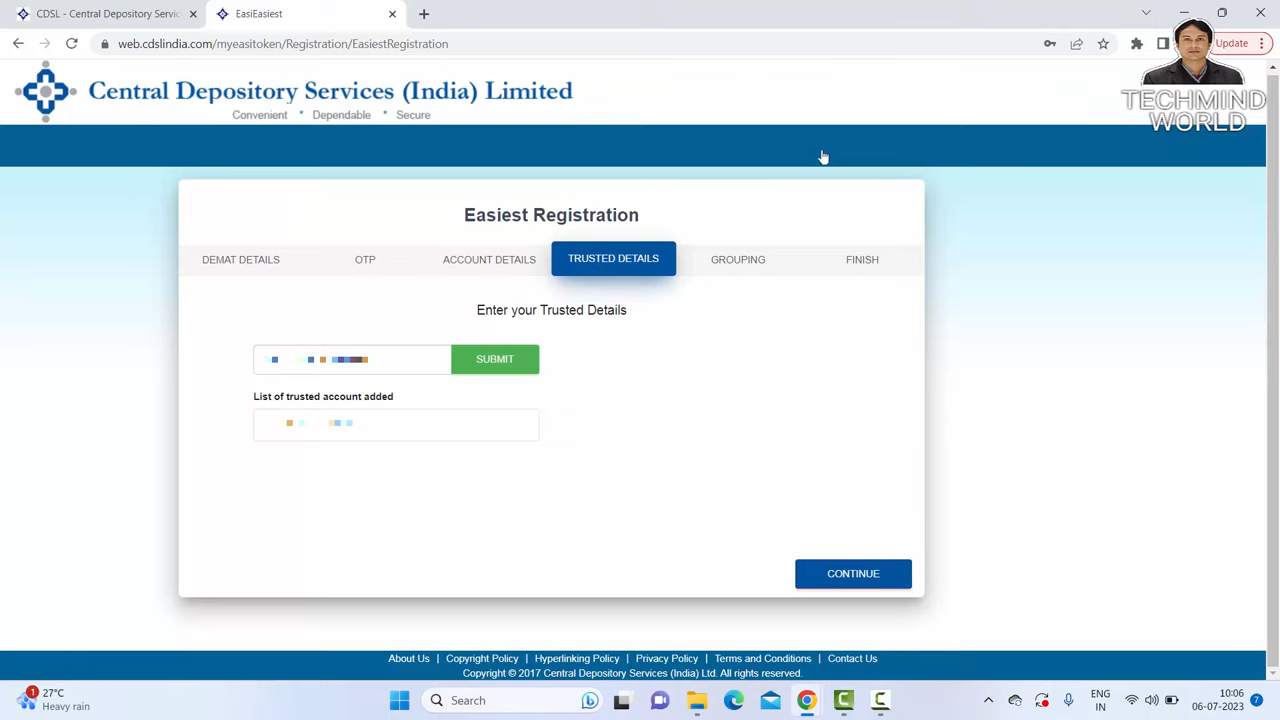 CDSL - Central Depository Servic
EasiEasiest
web.cdslindia.com/myeasitoken/Registration/EasiestRegistration
Update
Central Depository Services (India) Limited
Convenient * Dependable * Secure
TECHMIND
WORLD
Easiest Registration
DEMAT DETAILS
OTP
ACCOUNT DETAILS
TRUSTED DETAILS
GROUPING
FINISH
Enter your Trusted Details
SUBMIT
List of trusted account added
CONTINUE
About Us | Copyright Policy | Hyperlinking Policy | Privacy Policy | Terms and Conditions | Contact Us
Copyright © 2017 Central Depository Services (India) Ltd. All rights reserved.
1
27°C
Heavy rain
Search
ENG
IN
10:06
06-07-2023
7